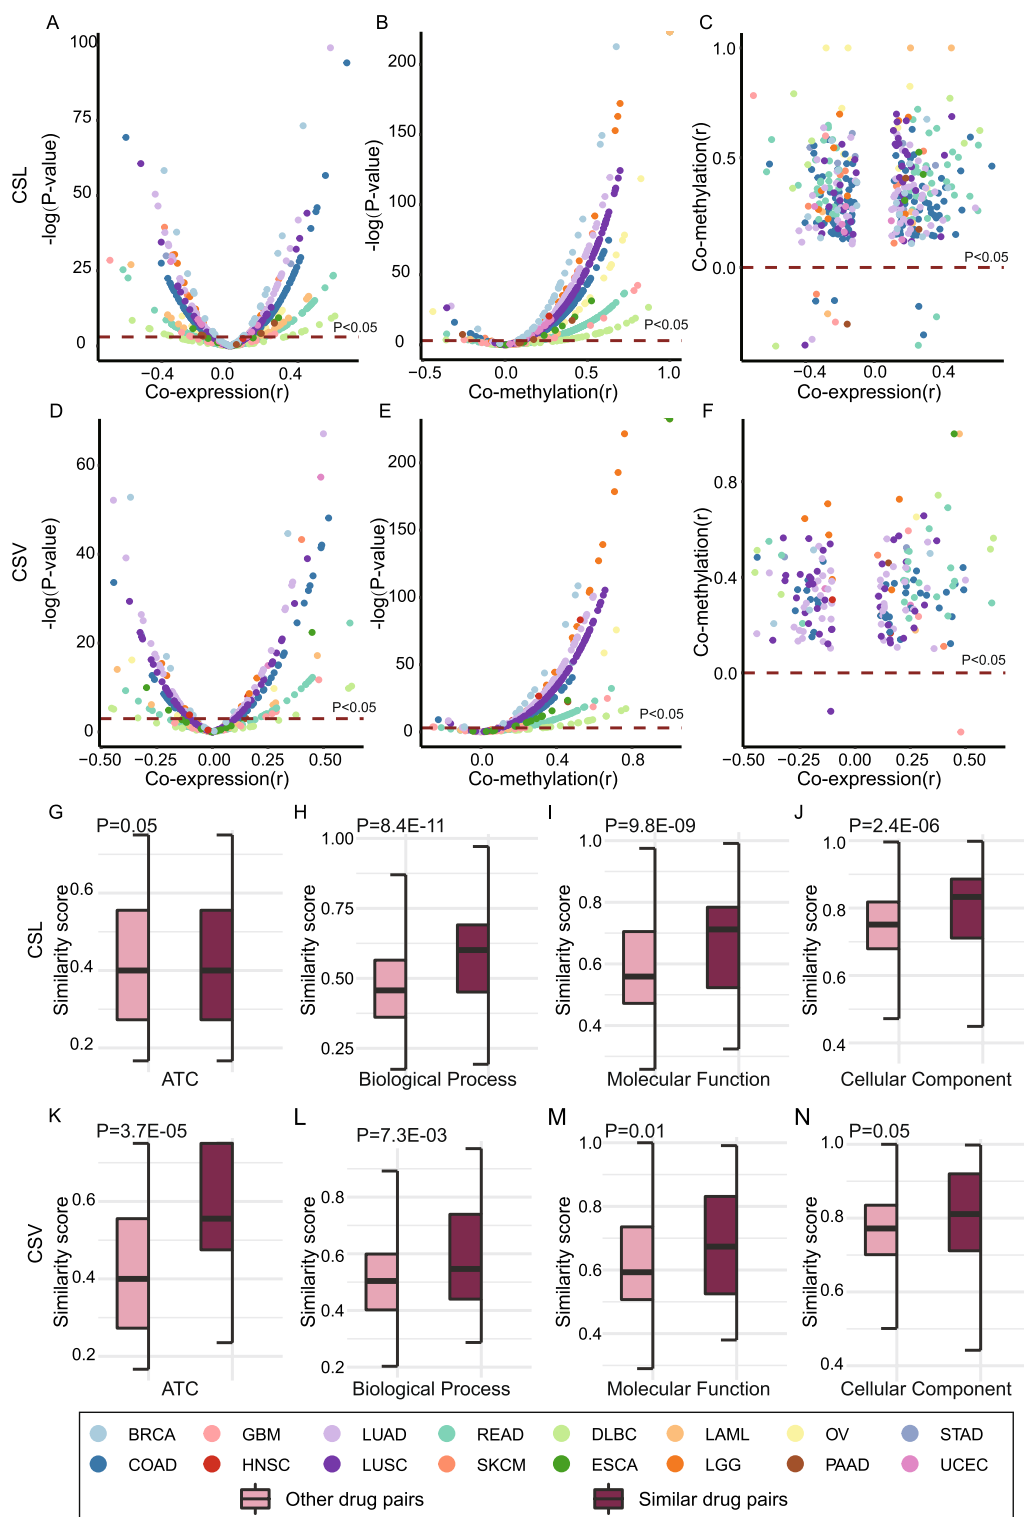 A
B
C
CSL
-log(P-value)
100
75
50
25
0
P<0.05
−0.4
0.0
0.4
Co-expression(r)
-log(P-value)
200
150
100
50
0
P<0.05
−0.5
0.0
0.5
1.0
Co-methylation(r)
Co-methylation(r)
1.0
0.5
0.0
P<0.05
−0.4
0.0
0.4
Co-expression(r)
D
E
F
CSV
-log(P-value)
60
40
20
0
P<0.05
−0.50
−0.25
0.00
0.25
0.50
Co-expression(r)
-log(P-value)
200
150
100
50
0
P<0.05
0.0
0.4
0.8
Co-methylation(r)
Co-methylation(r)
0.8
0.4
0.0
P<0.05
−0.50
−0.25
0.00
0.25
0.50
Co-expression(r)
G
H
I
J
CSL
P=0.05
Similarity score
0.6
0.4
0.2
ATC
P=8.4E-11
Similarity score
1.00
0.75
0.50
0.25
Biological Process
P=9.8E-09
Similarity score
1.0
0.8
0.6
0.4
Molecular Function
P=2.4E-06
Similarity score
1.0
0.8
0.6
0.4
Cellular Component
K
L
M
N
CSV
P=3.7E-05
Similarity score
0.6
0.4
0.2
ATC
P=7.3E-03
Similarity score
0.8
0.6
0.4
0.2
Biological Process
P=0.01
Similarity score
1.0
0.8
0.6
0.4
Molecular Function
P=0.05
Similarity score
1.0
0.8
0.6
0.4
Cellular Component
BRCA GBM LUAD READ DLBC LAML OV STAD
COAD HNSC LUSC SKCM ESCA LGG PAAD UCEC
Other drug pairs Similar drug pairs